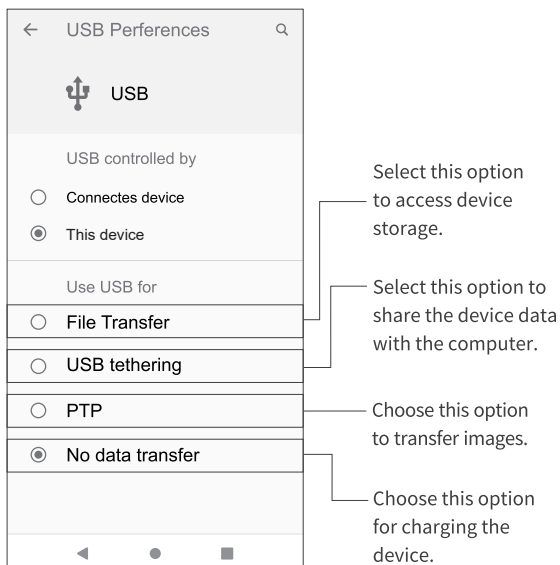 USB Perferences
USB
USB controlled by
Connectes device
This device
Use USB for
File Transfer
USB tethering
PTP
No data transfer
Select this option
to access device
storage.
Select this option to
share the device data
with the computer.
Choose this option
to transfer images.
Choose this option
for charging the
device.